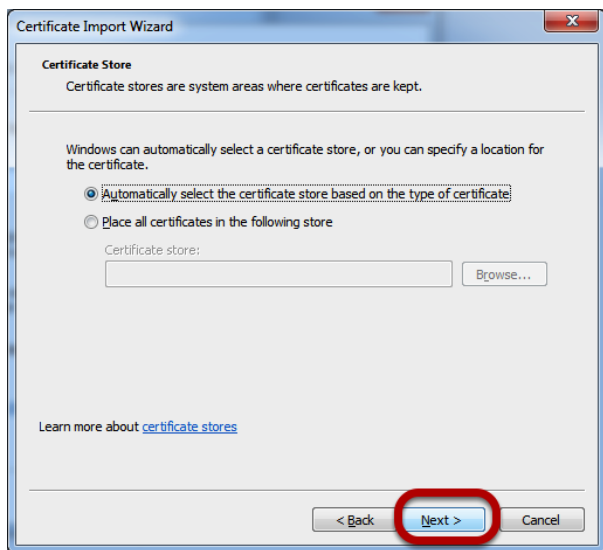 Certificate Import Wizard
Certificate Store
Certificate stores are system areas where certificates are kept.
Windows can automatically select a certificate store, or you can specify a location for
the certificate.
Automatically select the certificate store based on the type of certificate
Place all certificates in the following store
Certificate store:
Browse...
Learn more about certificate stores
< Back Next > Cancel